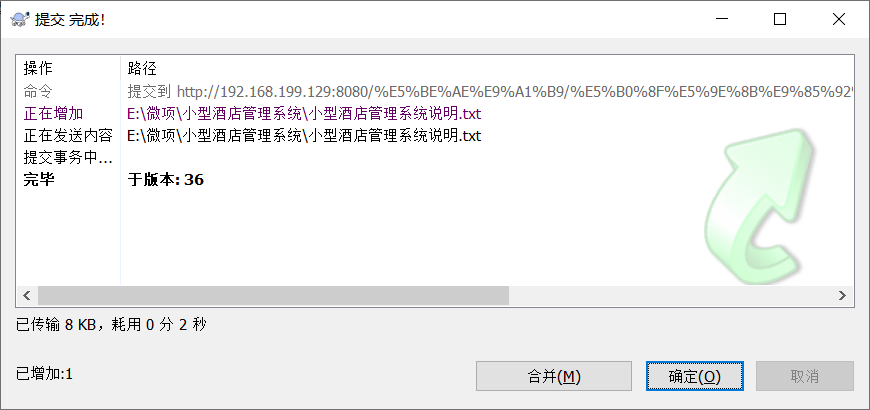 提交 完成!
操作 路径
命令 提交到 http://192.168.199.129:8080/%E5%BE%AE%E9%A1%B9/%E5%B0%8F%E5%9E%8B%E9%85%92%
正在增加 E:\微项\小型酒店管理系统\小型酒店管理系统说明.txt
正在发送内容 E:\微项\小型酒店管理系统\小型酒店管理系统说明.txt
提交事务中...
完毕 于版本: 36
已传输 8 KB，耗用 0 分 2 秒
已增加:1
合并(M) 确定(O) 取消